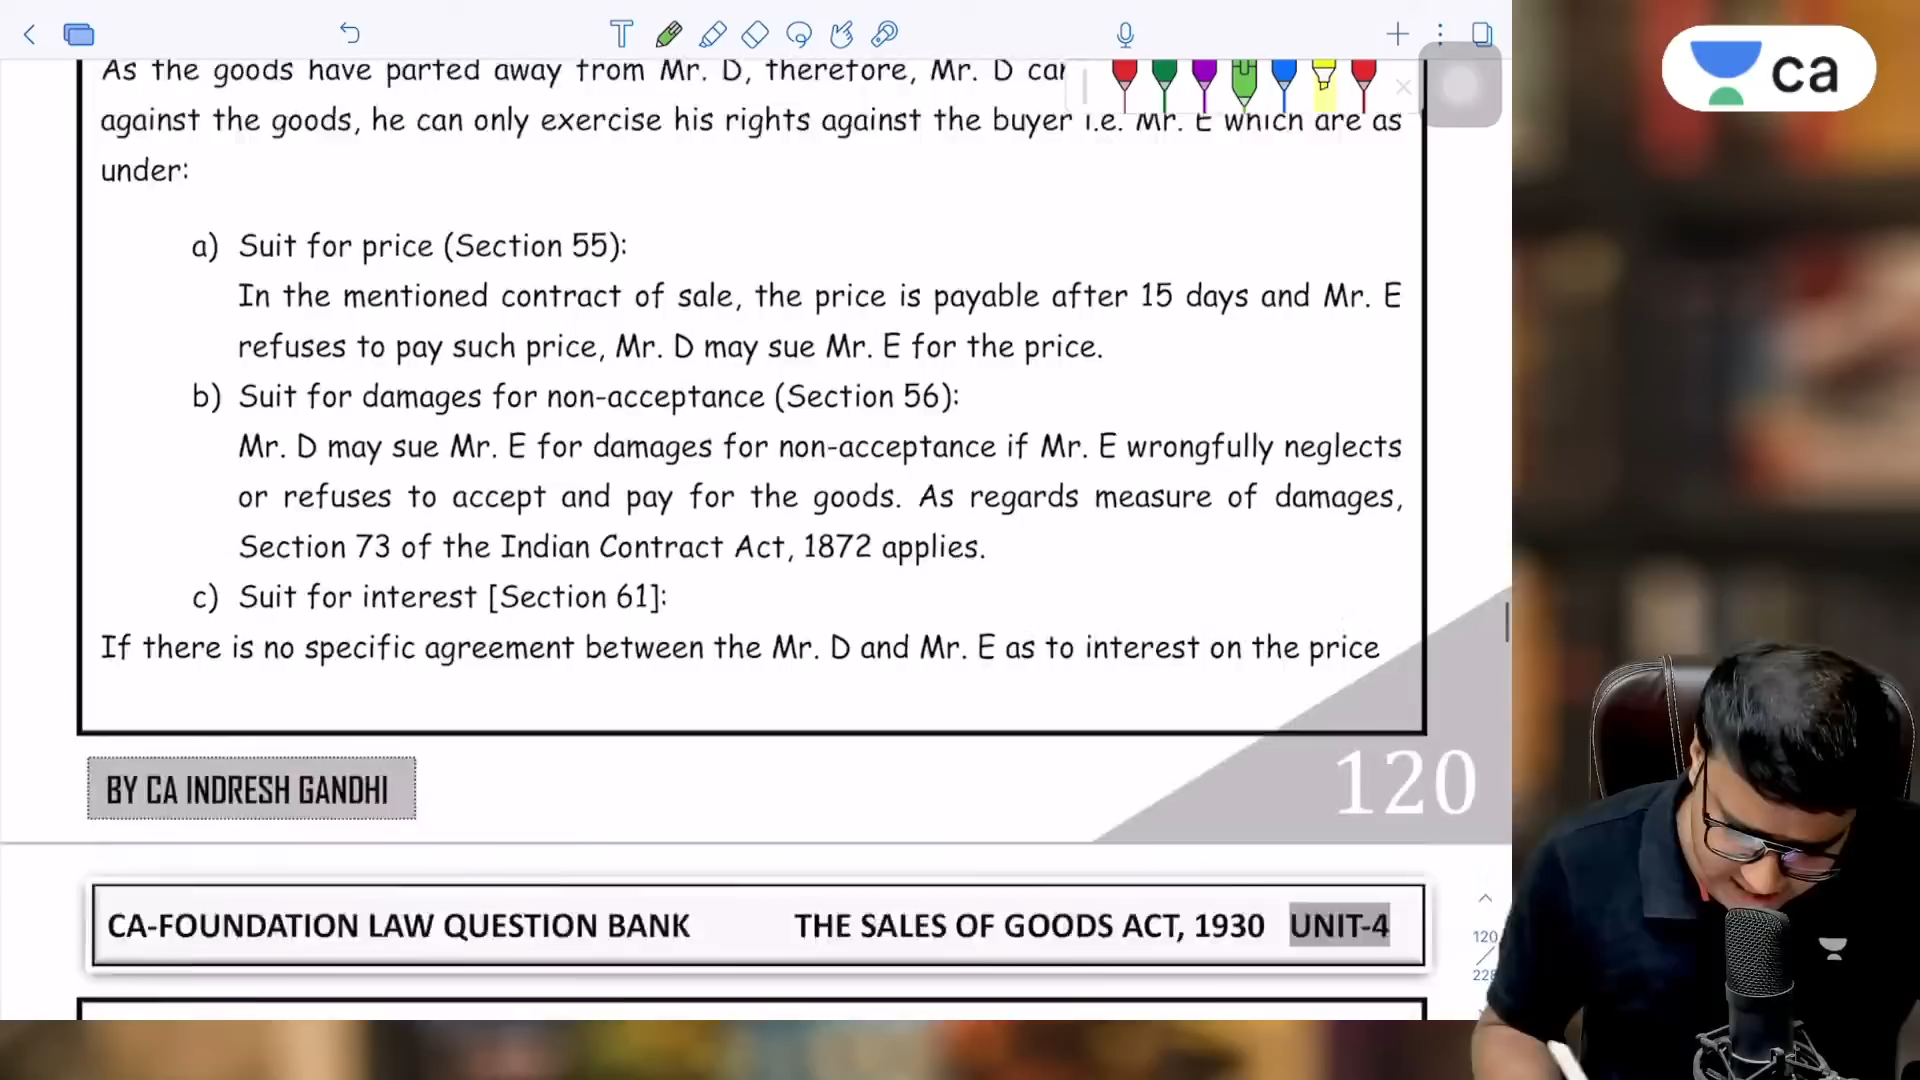 ca
As the goods have parted away from Mr. D, therefore, Mr. D
against the goods, he can only exercise his rights against the buyer i.e. Mr. E which are as
under:
a) Suit for price (Section 55):
In the mentioned contract of sale, the price is payable after 15 days and Mr. E
refuses to pay such price, Mr. D may sue Mr. E for the price.
b) Suit for damages for non-acceptance (Section 56):
Mr. D may sue Mr. E for damages for non-acceptance if Mr. E wrongfully neglects
or refuses to accept and pay for the goods. As regards measure of damages,
Section 73 of the Indian Contract Act, 1872 applies.
c) Suit for interest [Section 61]:
If there is no specific agreement between the Mr. D and Mr. E as to interest on the price
BY CA INDRESH GANDHI
120
CA-FOUNDATION LAW QUESTION BANK THE SALES OF GOODS ACT, 1930 UNIT-4
120
228